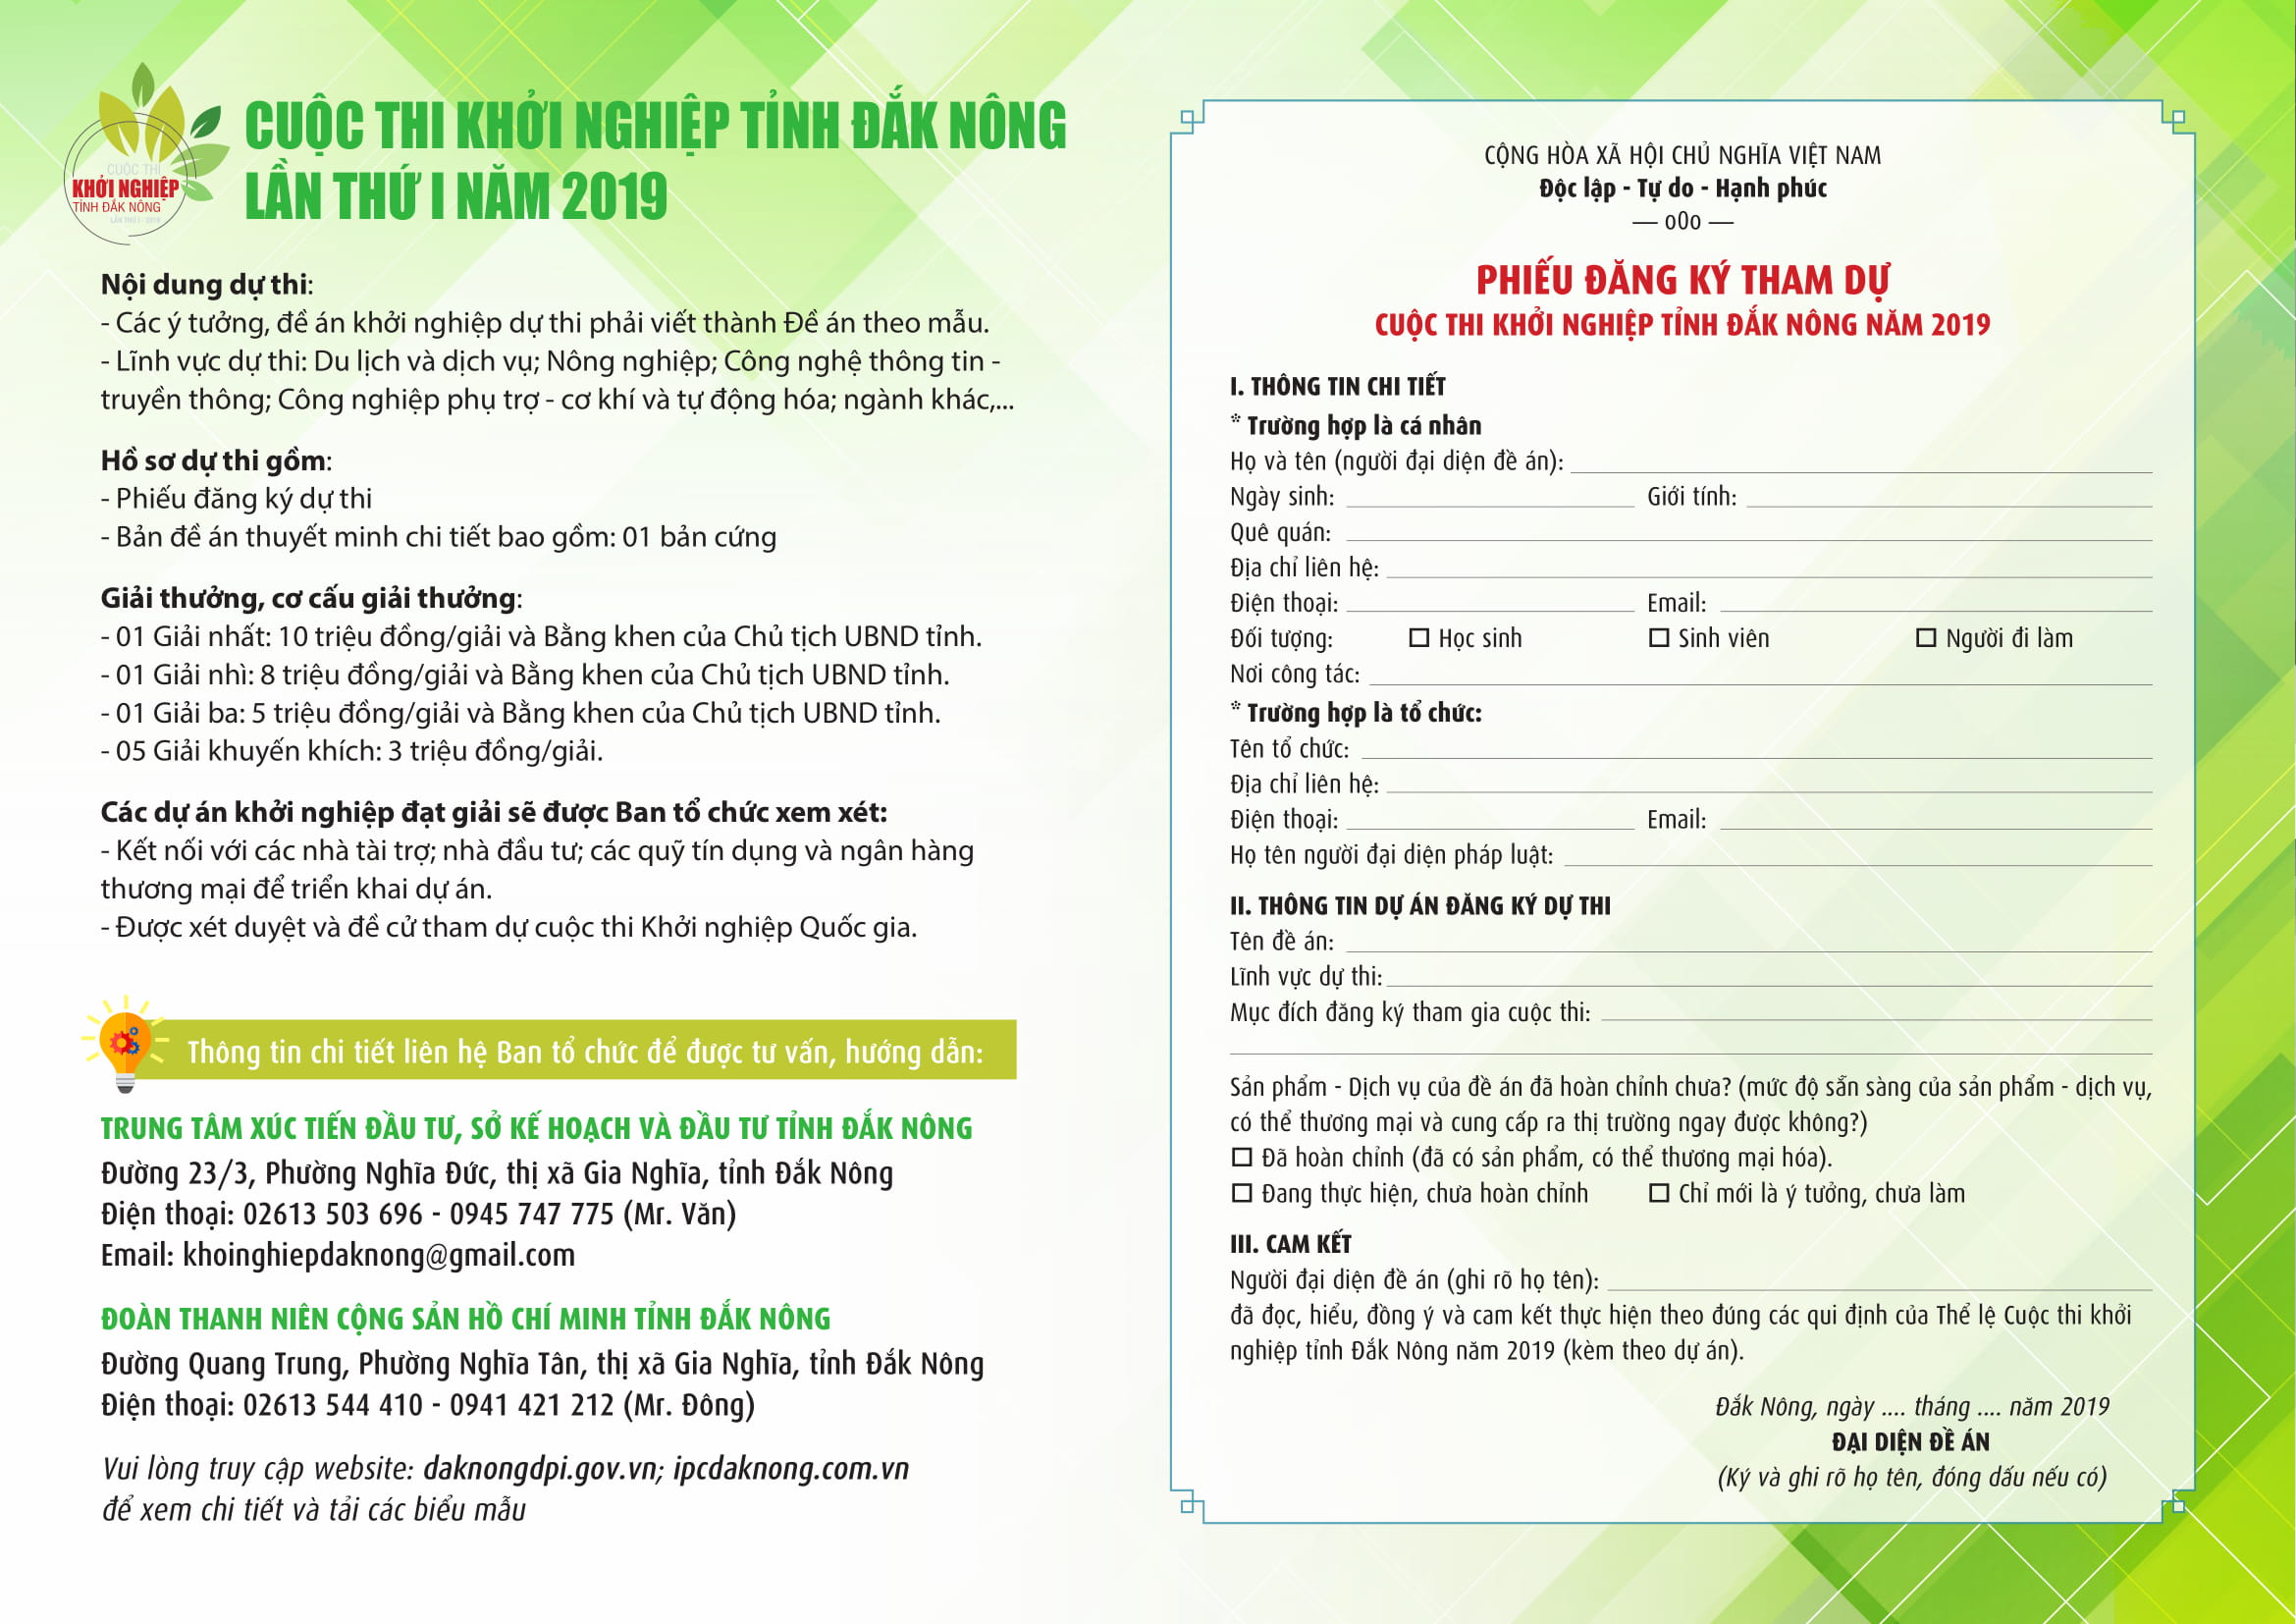 CUỘC THI
KHỞI NGHIỆP
TỈNH ĐẮK NÔNG
LẦN THỨ I - 2019
CUỘC THI KHỞI NGHIỆP TỈNH ĐẮK NÔNG
LẦN THỨ I NĂM 2019
Nội dung dự thi:
- Các ý tưởng, đề án khởi nghiệp dự thi phải viết thành Đề án theo mẫu.
- Lĩnh vực dự thi: Du lịch và dịch vụ; Nông nghiệp; Công nghệ thông tin -
truyền thông; Công nghiệp phụ trợ - cơ khí và tự động hóa; ngành khác,...
Hồ sơ dự thi gồm:
- Phiếu đăng ký dự thi
- Bản đề án thuyết minh chi tiết bao gồm: 01 bản cứng
Giải thưởng, cơ cấu giải thưởng:
- 01 Giải nhất: 10 triệu đồng/giải và Bằng khen của Chủ tịch UBND tỉnh.
- 01 Giải nhì: 8 triệu đồng/giải và Bằng khen của Chủ tịch UBND tỉnh.
- 01 Giải ba: 5 triệu đồng/giải và Bằng khen của Chủ tịch UBND tỉnh.
- 05 Giải khuyến khích: 3 triệu đồng/giải.
Các dự án khởi nghiệp đạt giải sẽ được Ban tổ chức xem xét:
- Kết nối với các nhà tài trợ; nhà đầu tư; các quỹ tín dụng và ngân hàng
thương mại để triển khai dự án.
- Được xét duyệt và đề cử tham dự cuộc thi Khởi nghiệp Quốc gia.
Thông tin chi tiết liên hệ Ban tổ chức để được tư vấn, hướng dẫn:
TRUNG TÂM XÚC TIẾN ĐẦU TƯ, SỞ KẾ HOẠCH VÀ ĐẦU TƯ TỈNH ĐẮK NÔNG
Đường 23/3, Phường Nghĩa Đức, thị xã Gia Nghĩa, tỉnh Đắk Nông
Điện thoại: 02613 503 696 - 0945 747 775 (Mr. Văn)
Email: khoinghiepdaknong@gmail.com
ĐOÀN THANH NIÊN CỘNG SẢN HỒ CHÍ MINH TỈNH ĐẮK NÔNG
Đường Quang Trung, Phường Nghĩa Tân, thị xã Gia Nghĩa, tỉnh Đắk Nông
Điện thoại: 02613 544 410 - 0941 421 212 (Mr. Đông)
Vui lòng truy cập website: daknongdpi.gov.vn; ipcdaknong.com.vn
để xem chi tiết và tải các biểu mẫu
CỘNG HÒA XÃ HỘI CHỦ NGHĨA VIỆT NAM
Độc lập - Tự do - Hạnh phúc
— o0o —
PHIẾU ĐĂNG KÝ THAM DỰ
CUỘC THI KHỞI NGHIỆP TỈNH ĐẮK NÔNG NĂM 2019
I. THÔNG TIN CHI TIẾT
* Trường hợp là cá nhân
Họ và tên (người đại diện đề án):
Ngày sinh: Giới tính:
Quê quán:
Địa chỉ liên hệ:
Điện thoại: Email:
Đối tượng: □ Học sinh □ Sinh viên □ Người đi làm
Nơi công tác:
* Trường hợp là tổ chức:
Tên tổ chức:
Địa chỉ liên hệ:
Điện thoại: Email:
Họ tên người đại diện pháp luật:
II. THÔNG TIN DỰ ÁN ĐĂNG KÝ DỰ THI
Tên đề án:
Lĩnh vực dự thi:
Mục đích đăng ký tham gia cuộc thi:
Sản phẩm - Dịch vụ của đề án đã hoàn chỉnh chưa? (mức độ sẵn sàng của sản phẩm - dịch vụ,
có thể thương mại và cung cấp ra thị trường ngay được không?)
□ Đã hoàn chỉnh (đã có sản phẩm, có thể thương mại hóa).
□ Đang thực hiện, chưa hoàn chỉnh □ Chỉ mới là ý tưởng, chưa làm
III. CAM KẾT
Người đại diện đề án (ghi rõ họ tên):
đã đọc, hiểu, đồng ý và cam kết thực hiện theo đúng các qui định của Thể lệ Cuộc thi khởi
nghiệp tỉnh Đắk Nông năm 2019 (kèm theo dự án).
Đắk Nông, ngày .... tháng .... năm 2019
ĐẠI DIỆN ĐỀ ÁN
(Ký và ghi rõ họ tên, đóng dấu nếu có)